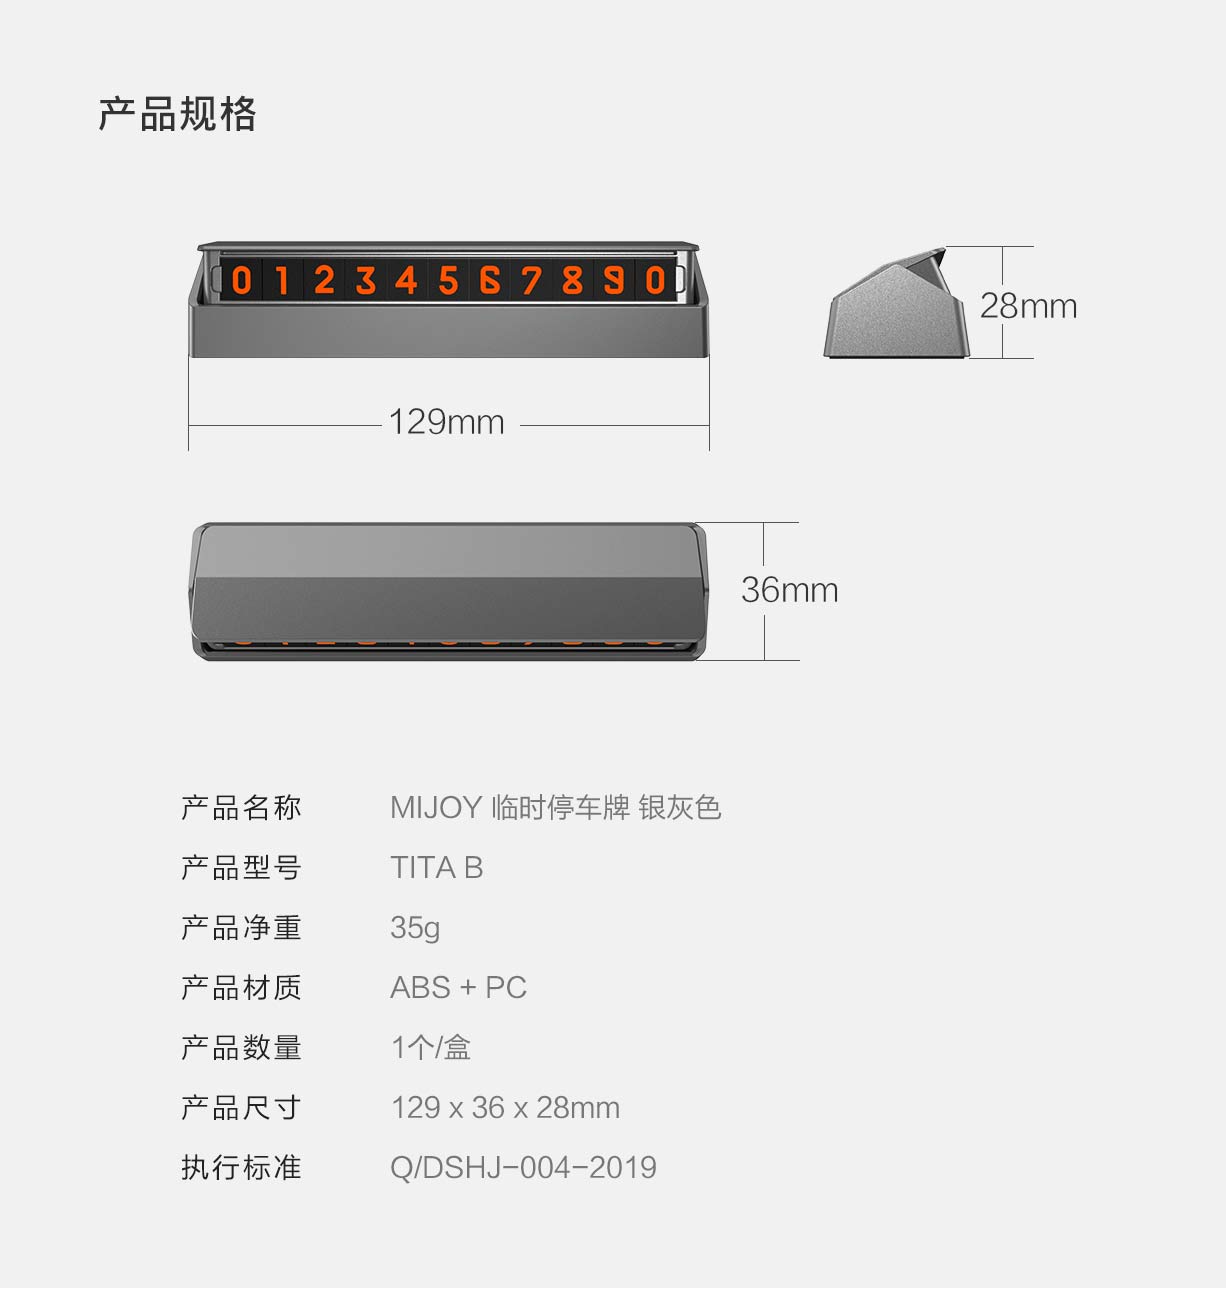 产品规格
0 1 2 3 4 5 6 7 8 9 0
28mm
129mm
36mm
产品名称 MIJOY 临时停车牌 银灰色
产品型号 TITA B
产品净重 35g
产品材质 ABS + PC
产品数量 1个/盒
产品尺寸 129 x 36 x 28mm
执行标准 Q/DSHJ-004-2019